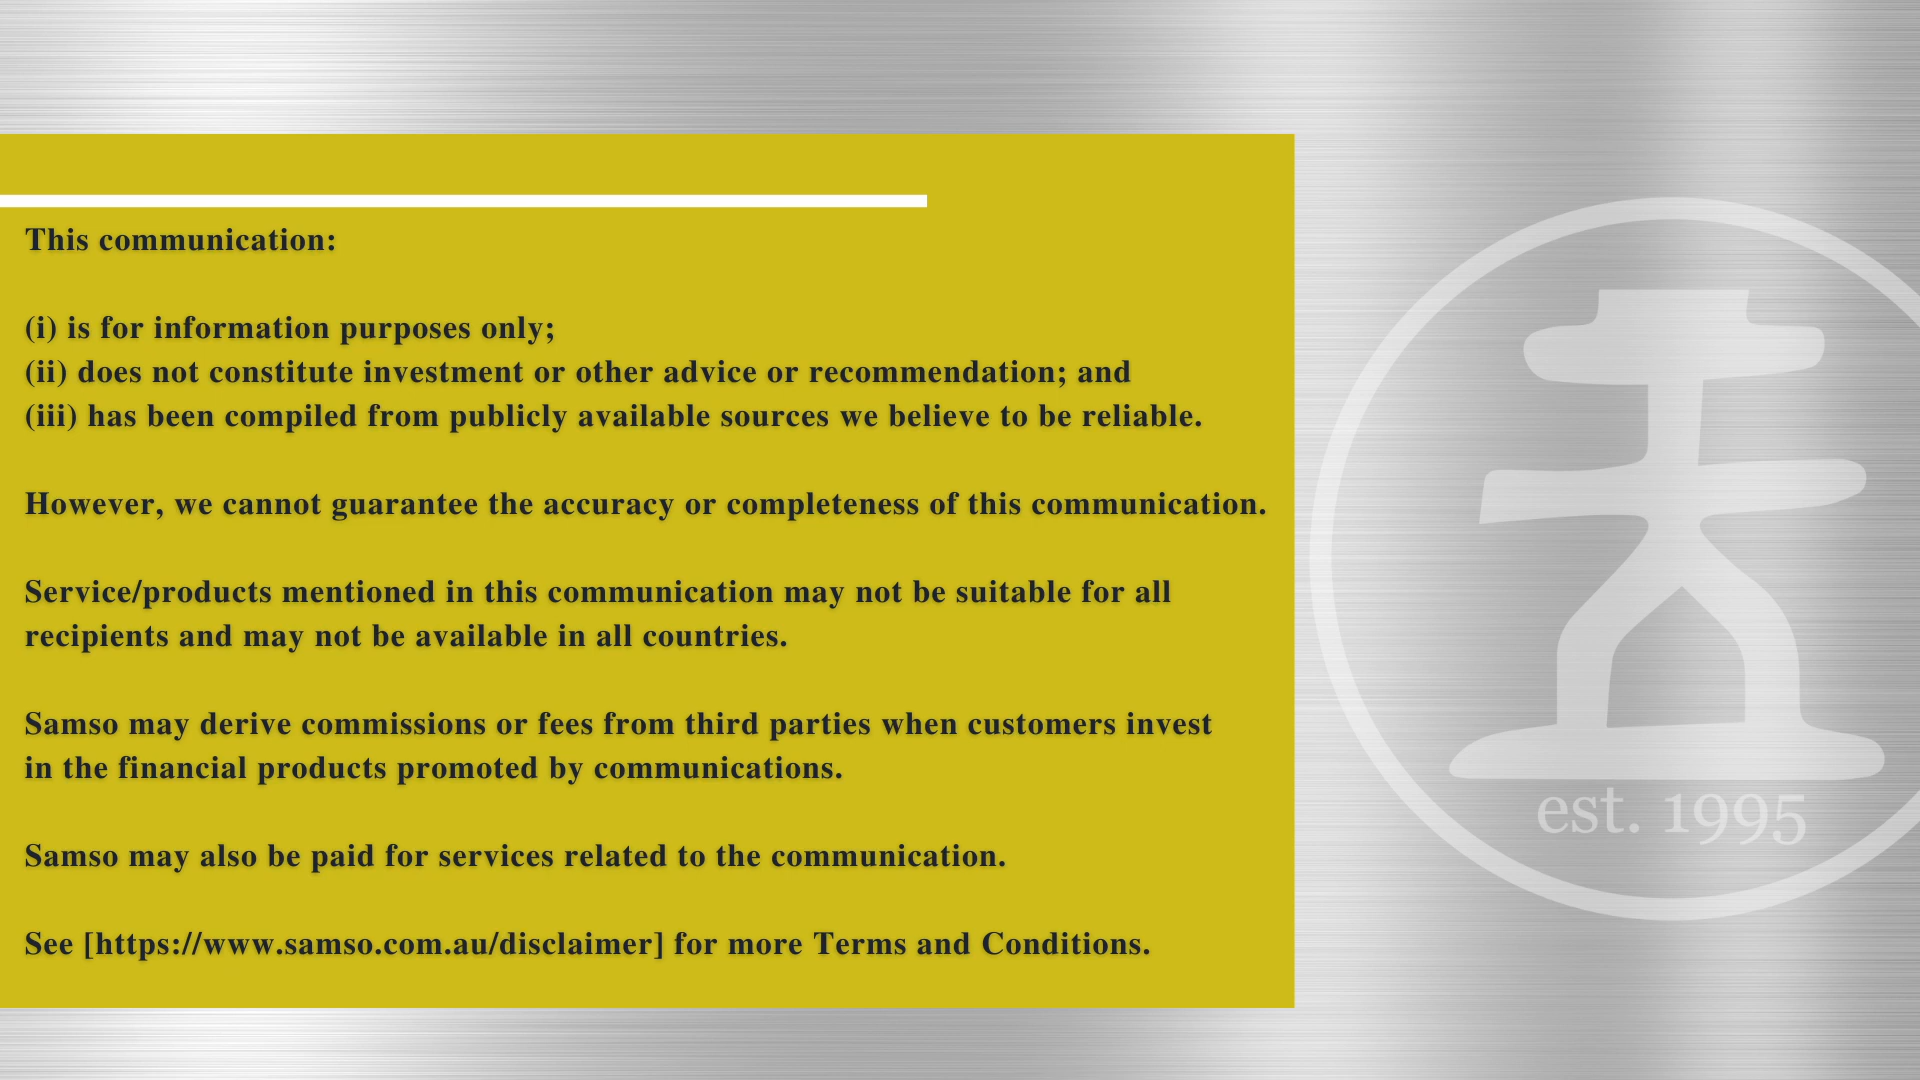 This communication:
(i) is for information purposes only;
(ii) does not constitute investment or other advice or recommendation; and
(iii) has been compiled from publicly available sources we believe to be reliable.
However, we cannot guarantee the accuracy or completeness of this communication.
Service/products mentioned in this communication may not be suitable for all
recipients and may not be available in all countries.
Samso may derive commissions or fees from third parties when customers invest
in the financial products promoted by communications.
Samso may also be paid for services related to the communication.
See [https://www.samso.com.au/disclaimer] for more Terms and Conditions.
est. 1995